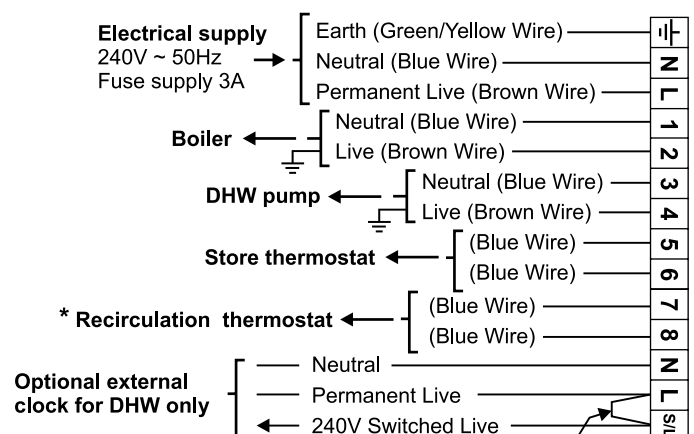 Electrical supply
240V ~ 50Hz
Fuse supply 3A
Earth (Green/Yellow Wire)
Neutral (Blue Wire) N
Permanent Live (Brown Wire) L
Boiler
Neutral (Blue Wire) 1
Live (Brown Wire) 2
DHW pump
Neutral (Blue Wire) 3
Live (Brown Wire) 4
Store thermostat
(Blue Wire) 5
(Blue Wire) 6
* Recirculation thermostat
(Blue Wire) 7
(Blue Wire) 8
Optional external
clock for DHW only
Neutral N
Permanent Live L
240V Switched Live S/L